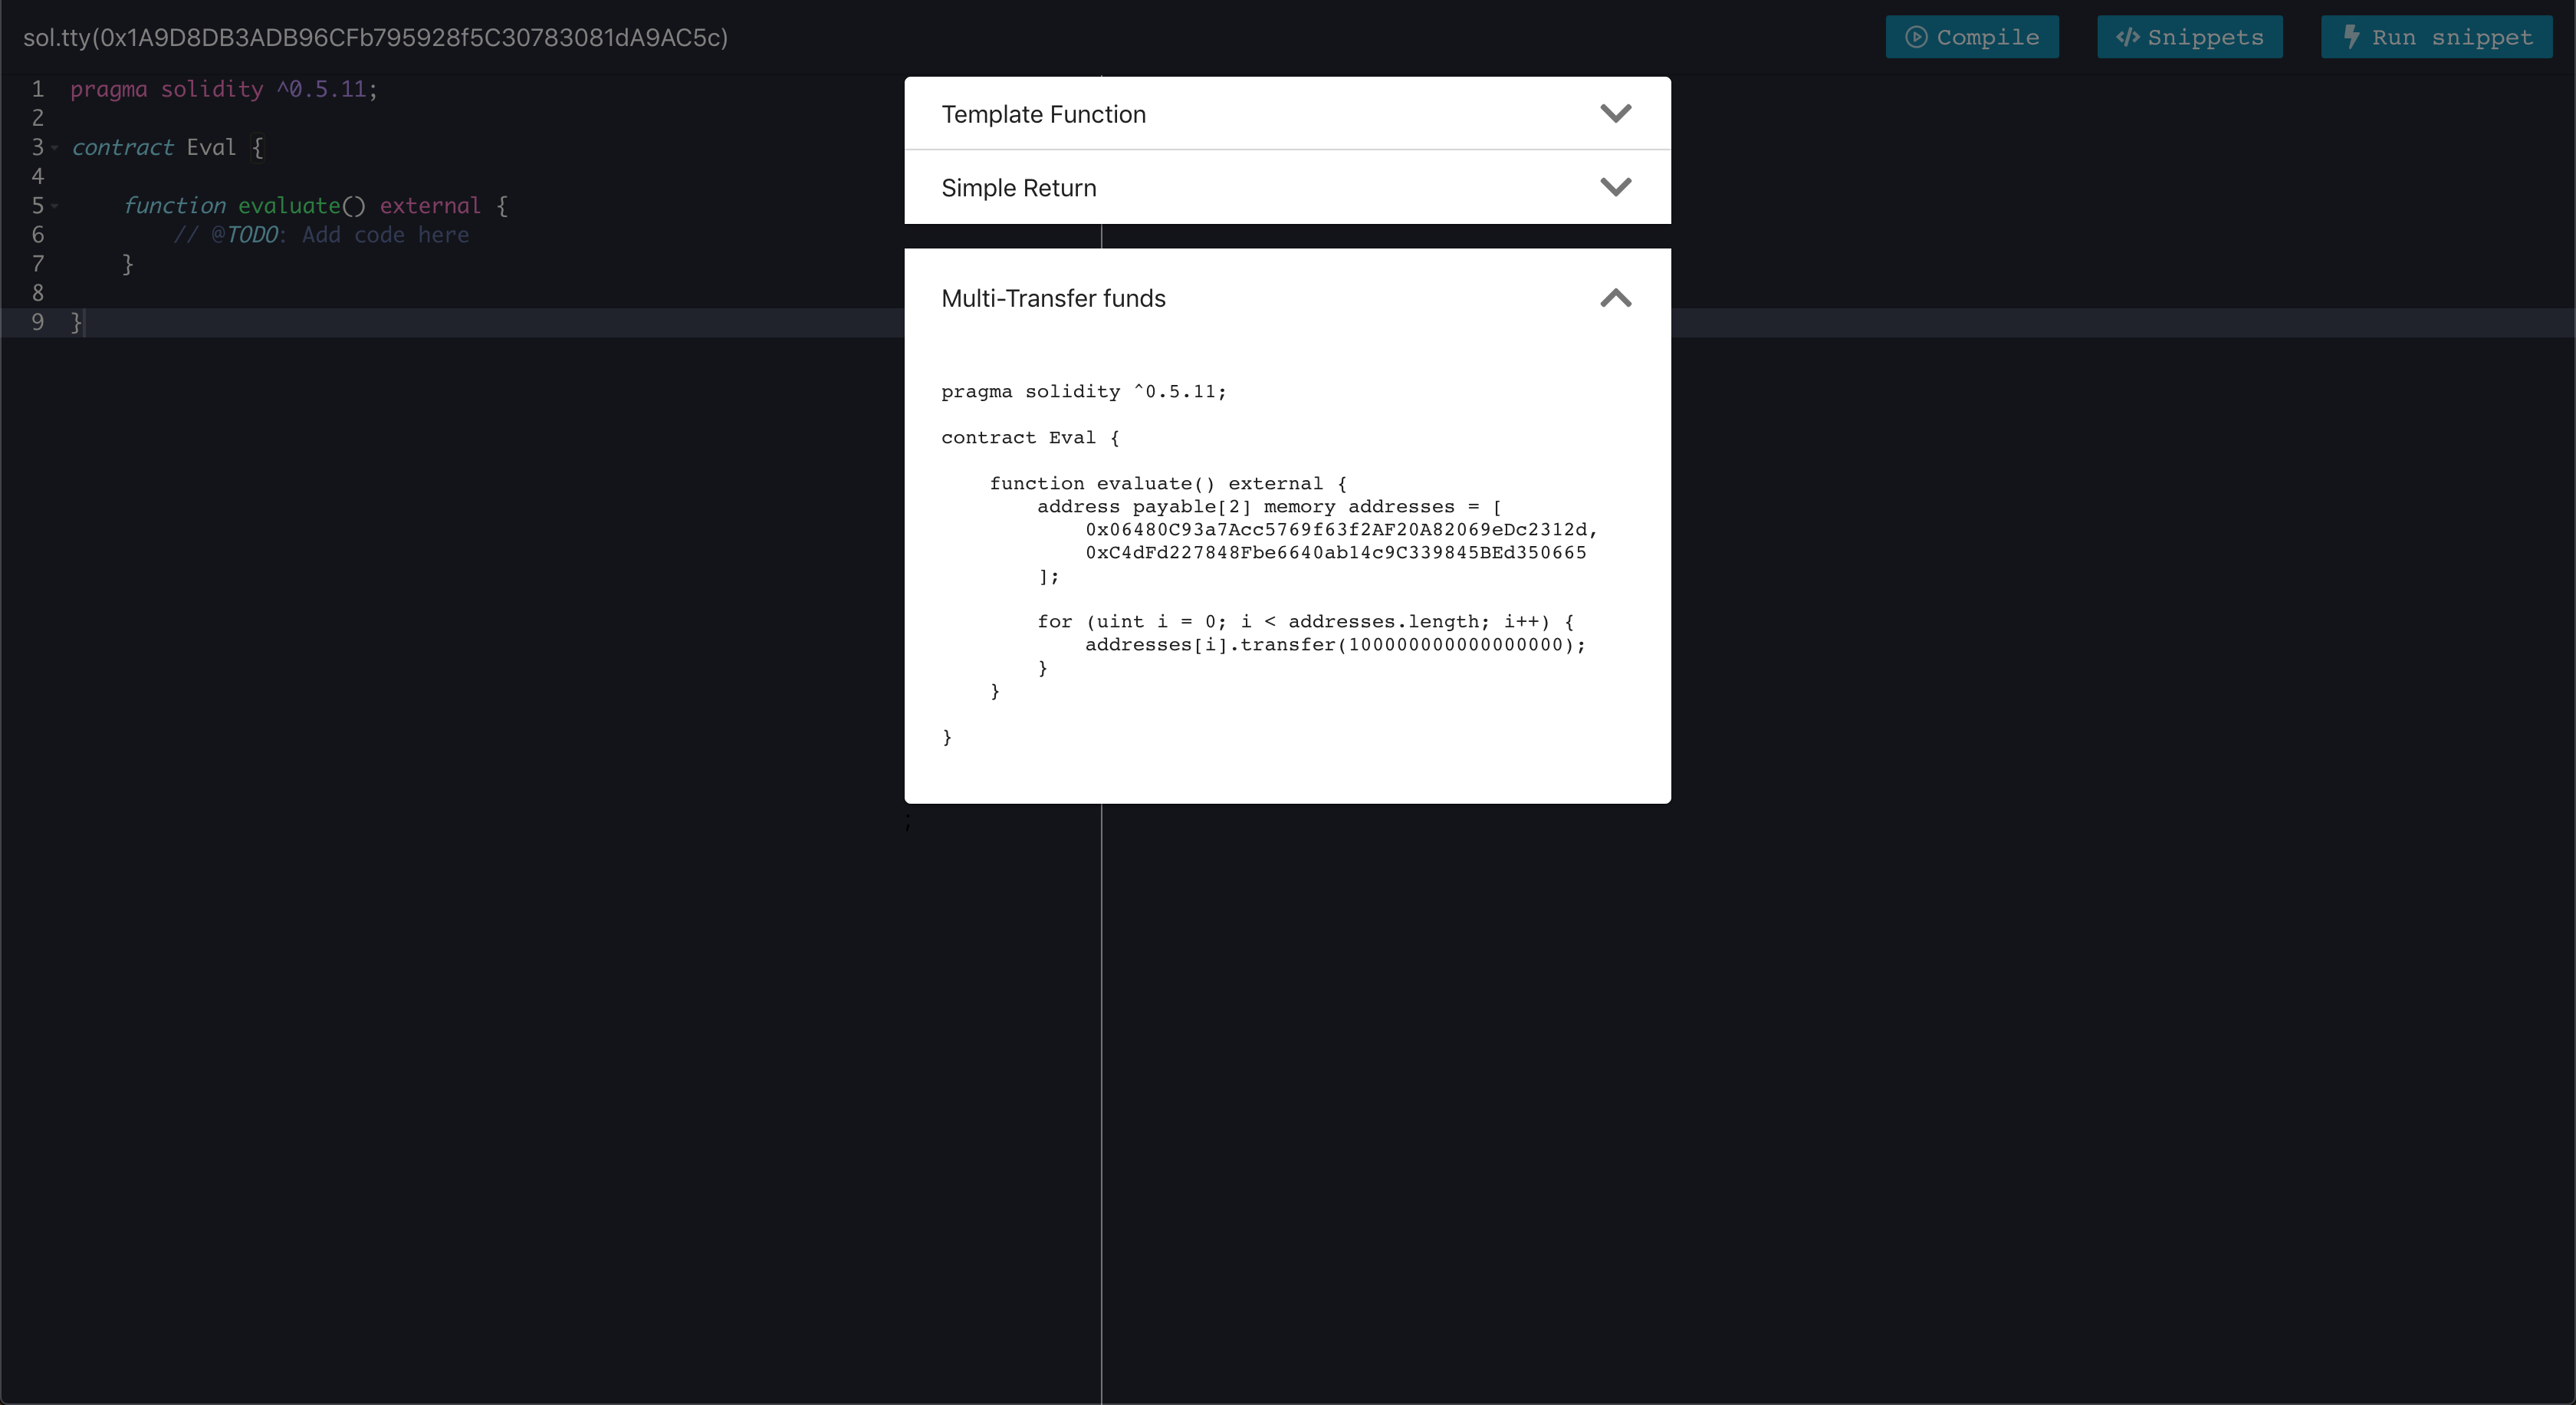 sol.tty(0x1A9D8DB3ADB96CFb795928f5C30783081dA9AC5c)
Compile
Snippets
Run snippet
1 pragma solidity ^0.5.11;
2
3 contract Eval {
4
5 function evaluate() external {
6 // @TODO: Add code here
7 }
8
9 }
Template Function
Simple Return
Multi-Transfer funds
pragma solidity ^0.5.11;
contract Eval {
function evaluate() external {
address payable[2] memory addresses = [
0x06480C93a7Acc5769f63f2AF20A82069eDc2312d,
0xC4dFd227848Fbe6640ab14c9C339845BEd350665
];
for (uint i = 0; i < addresses.length; i++) {
addresses[i].transfer(1000000000000000000);
}
}
}
;